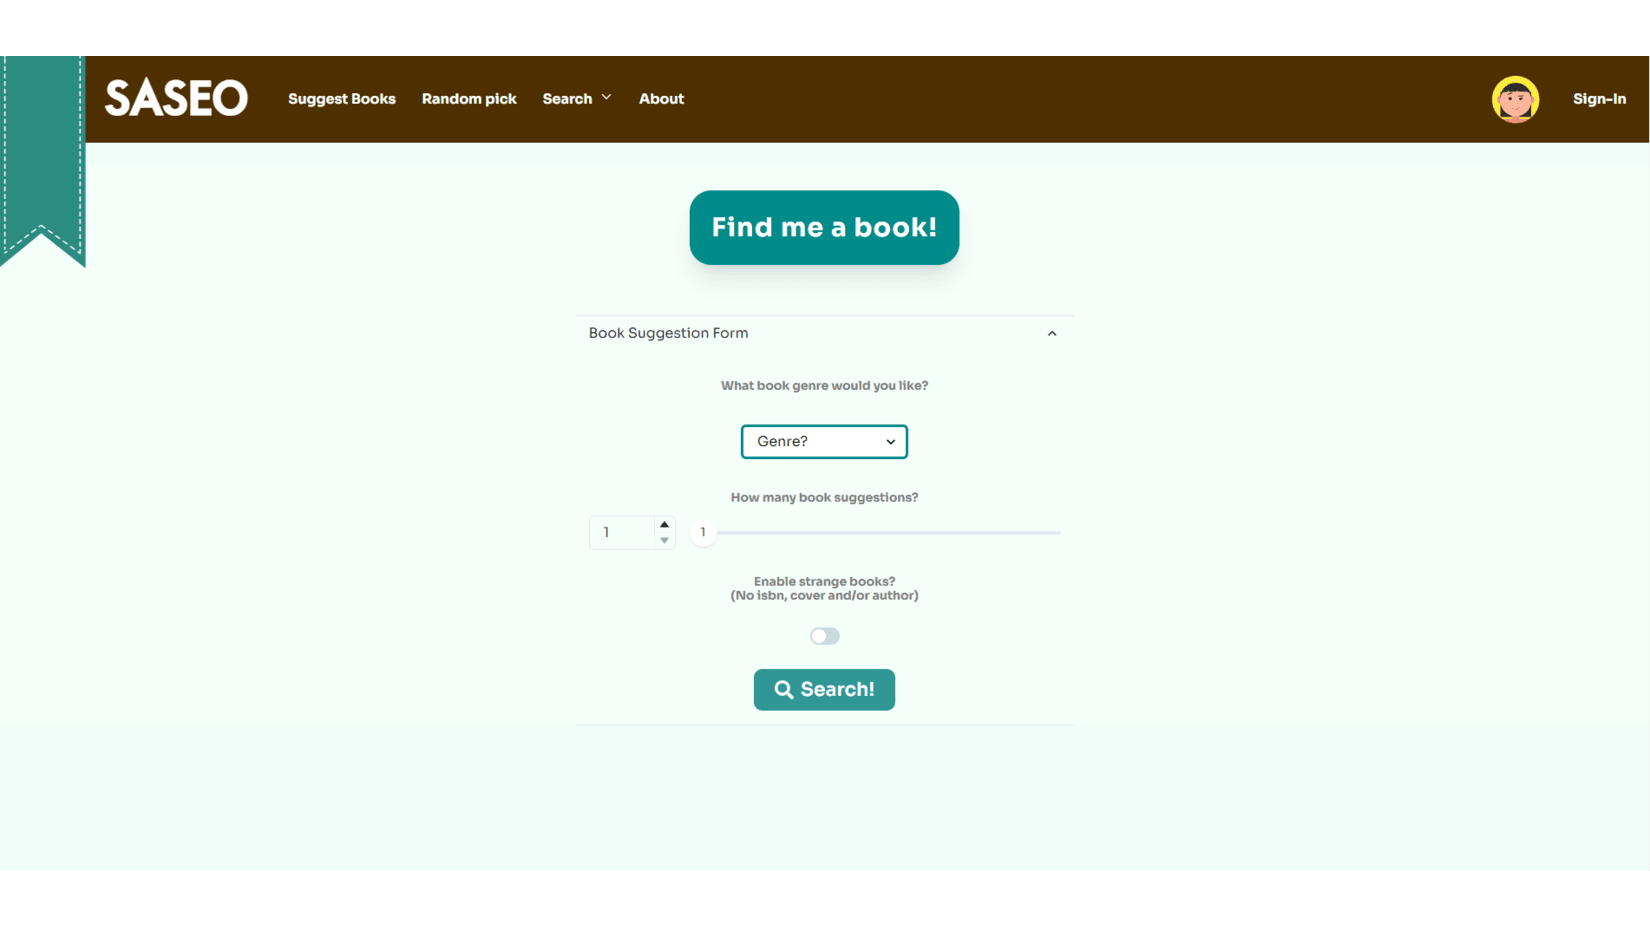 SASEO
Suggest Books
Random pick
Search
About
Sign-In
Find me a book!
Book Suggestion Form
What book genre would you like?
Genre?
How many book suggestions?
1
1
Enable strange books?
(No isbn, cover and/or author)
Search!